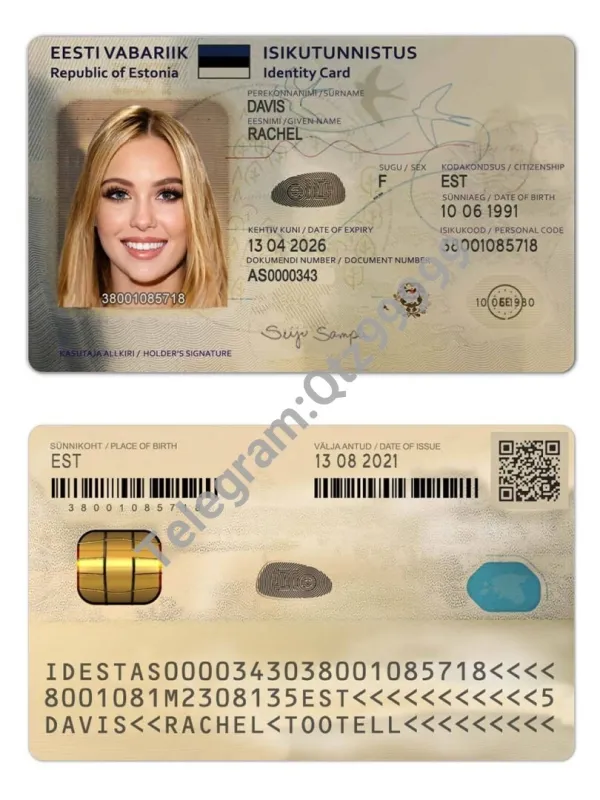 EESTI VABARIIK
ISIKUTUNNISTUS
Republic of Estonia
Identity Card
PEREKONNANIMI/SURNAME
DAVIS
EESNIMI/GIVEN-NAME
RACHEL
SUGU / SEX
KODAKONDSUS / CITIZENSHIP
F
EST
SÜNNIAEG / DATE OF BIRTH
10 06 1991
KEHTIV KUNI / DATE OF EXPIRY
ISIKUKOOD / PERSONAL CODE
13 04 2026
38001085718
DOKUMENDI NUMBER / DOCUMENT NUMBER
AS0000343
38001085718
KASUTAJA ALLKIRI / HOLDER'S SIGNATURE
Telegram:Qtz99999
SÜNNIKOHT / PLACE OF BIRTH
VÄLJA ANTUD / DATE OF ISSUE
EST
13 08 2021
38001085718
IDESTAS0000343038001085718<<<<
8001081M2308135EST<<<<<<<<<<<5
DAVIS<<RACHEL<TOOTELL<<<<<<<<<